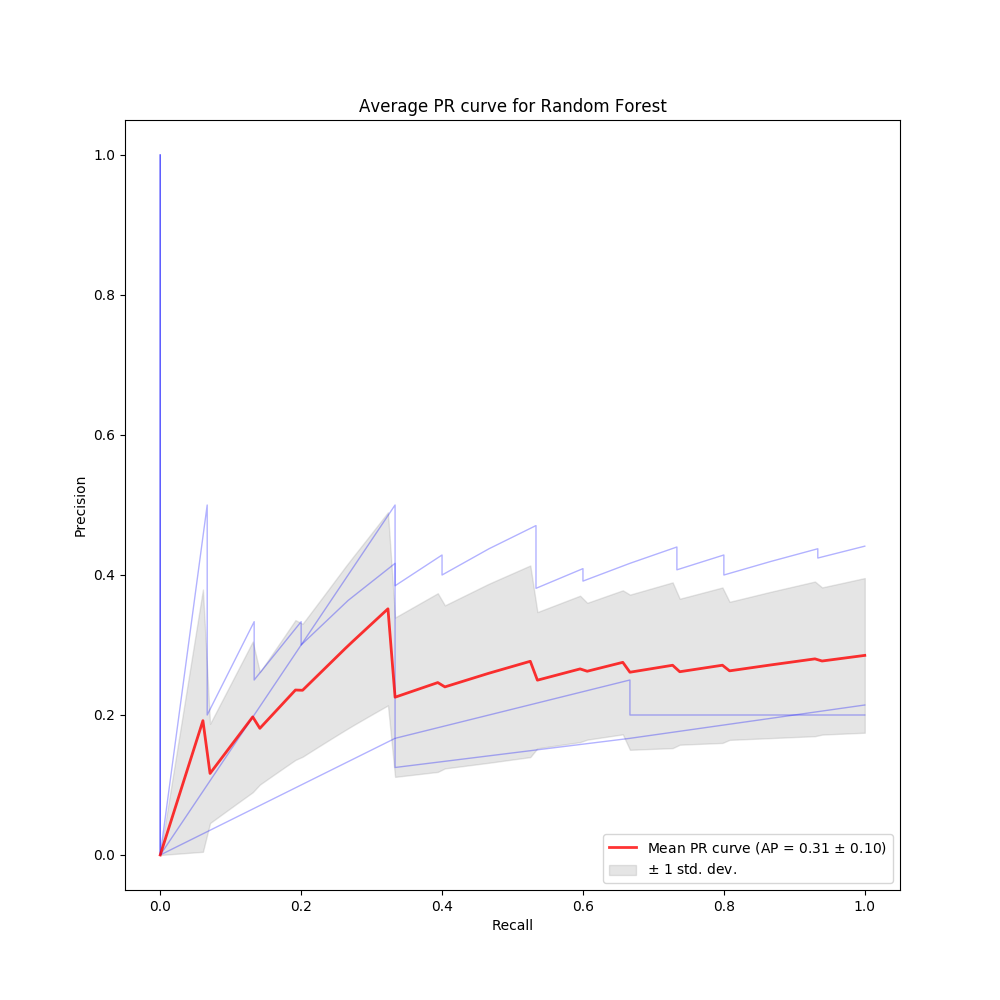 Average PR curve for Random Forest
1.0
0.8
0.6
0.4
0.2
0.0
Precision
0.0 0.2 0.4 0.6 0.8 1.0
Recall
Mean PR curve (AP = 0.31 ± 0.10)
± 1 std. dev.